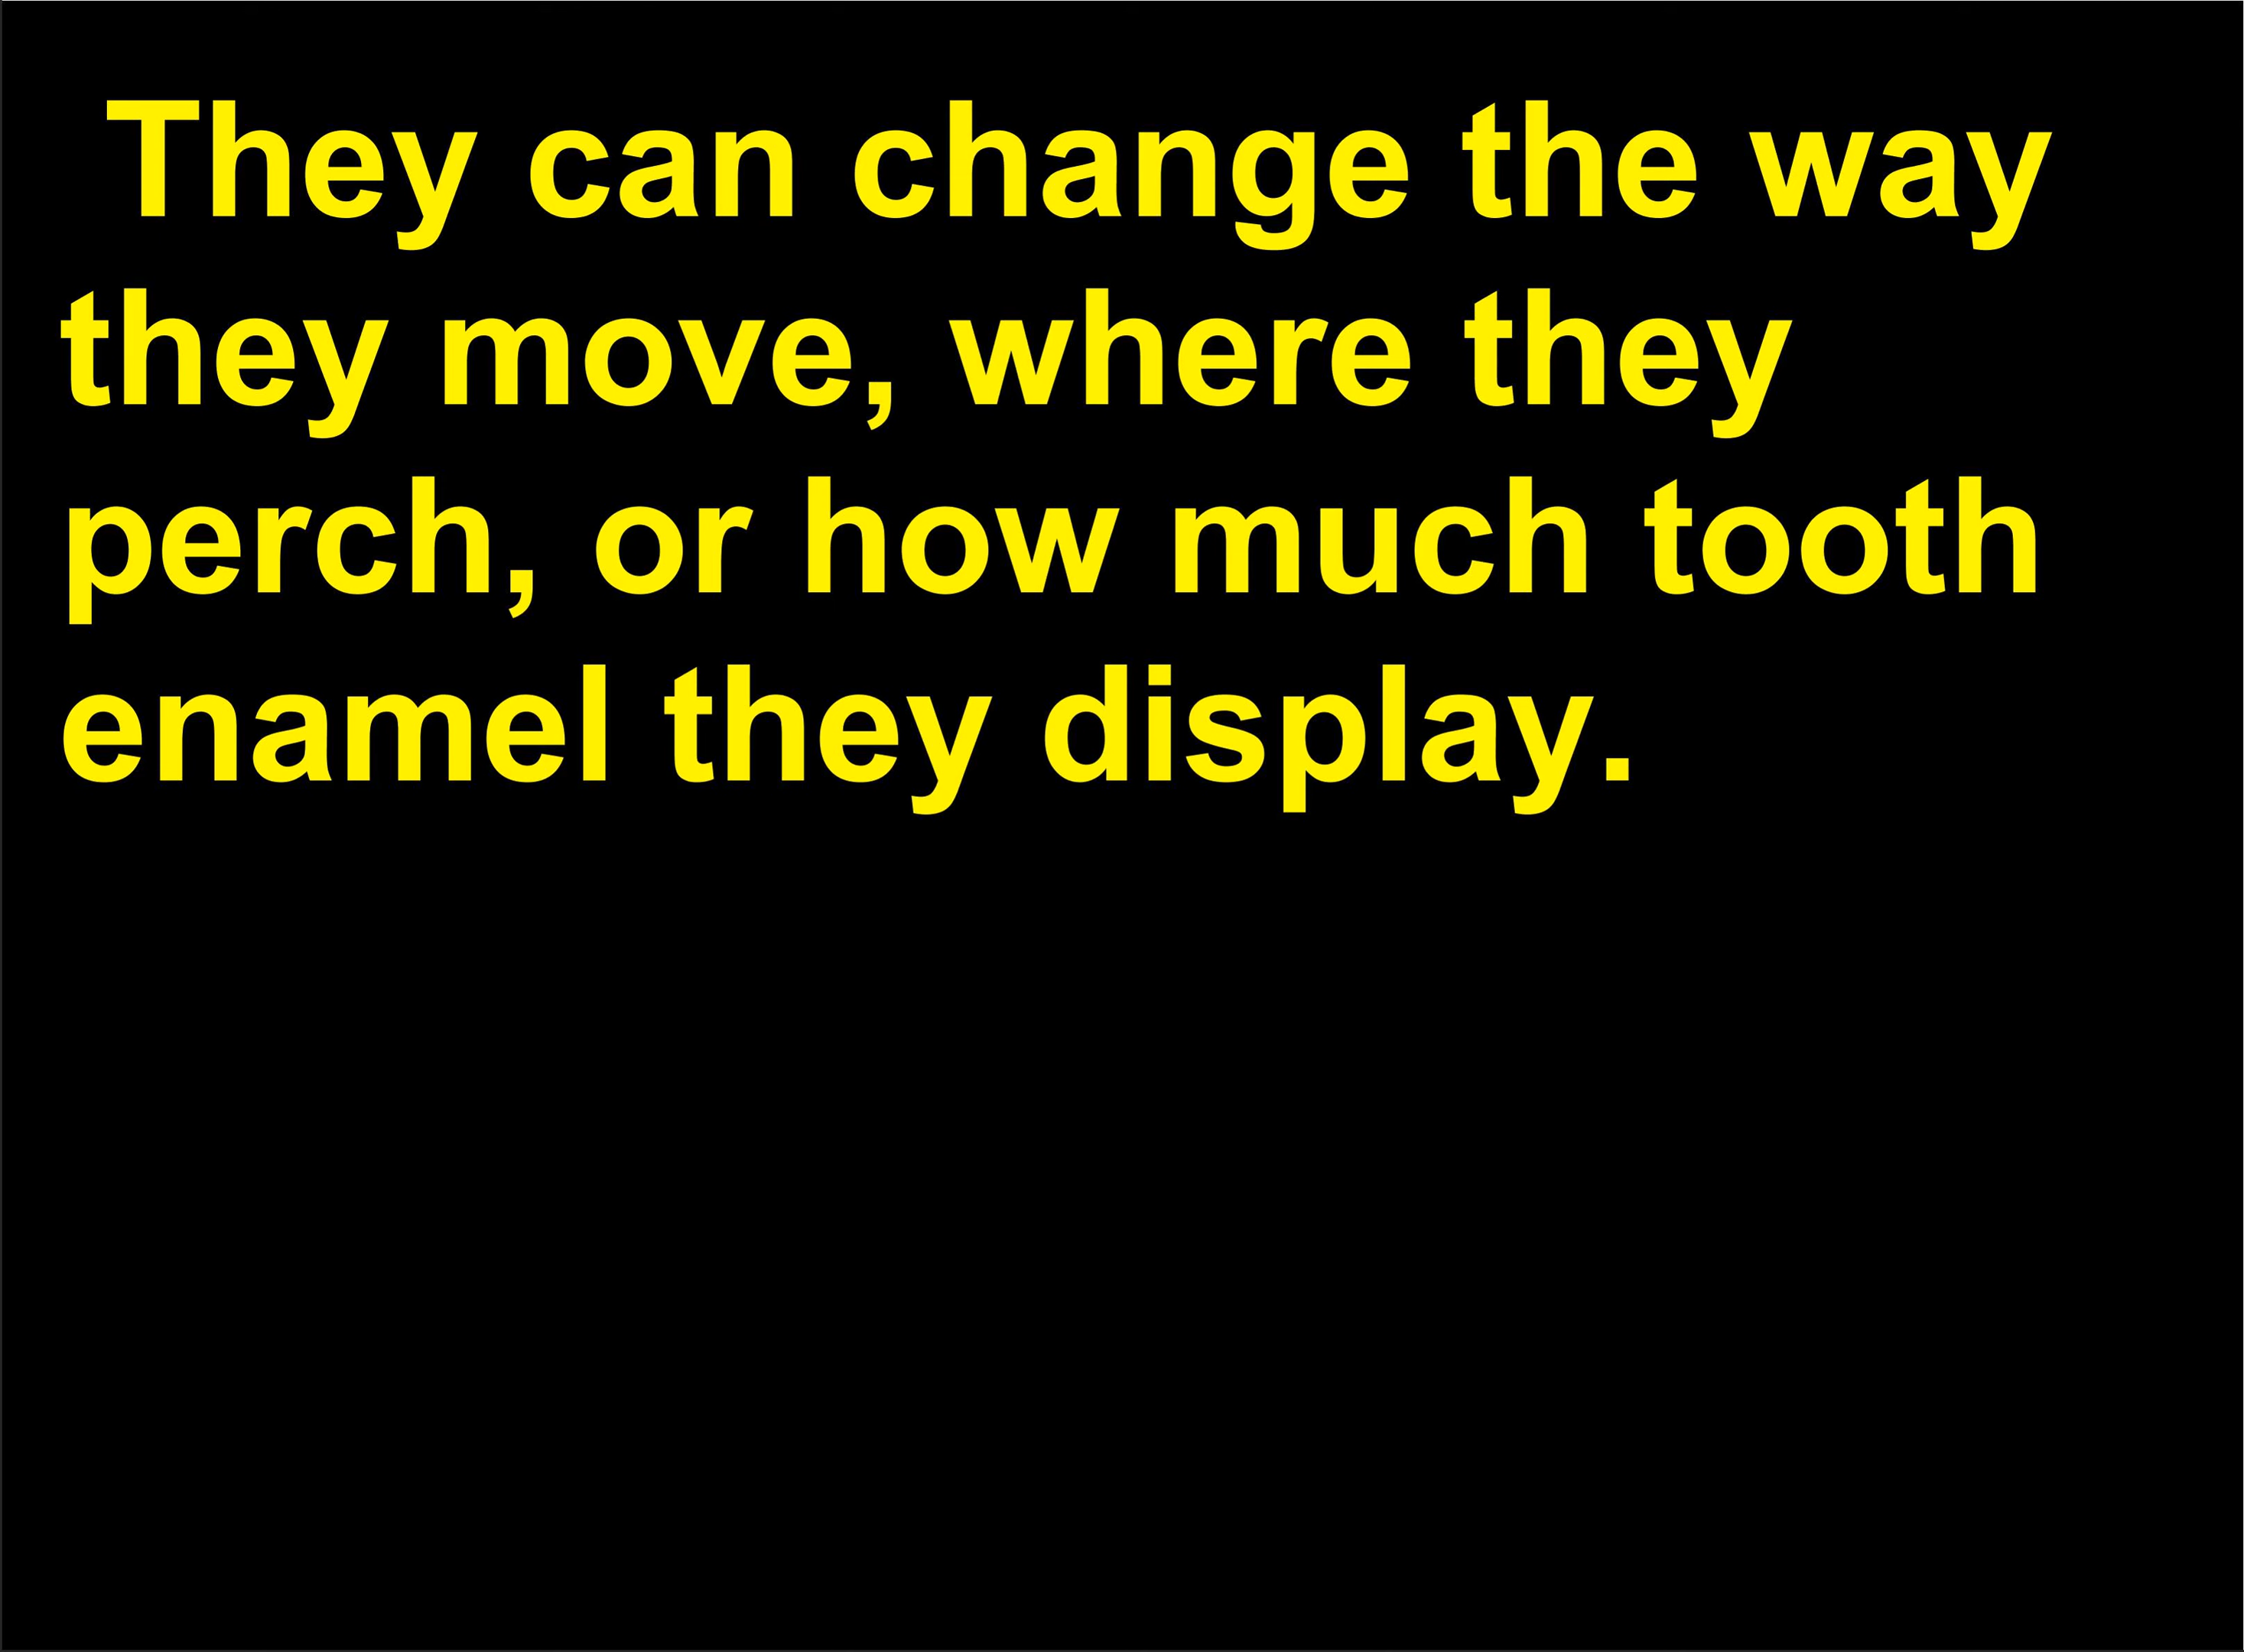 They can change the way
they move, where they
perch, or how much tooth
enamel they display.